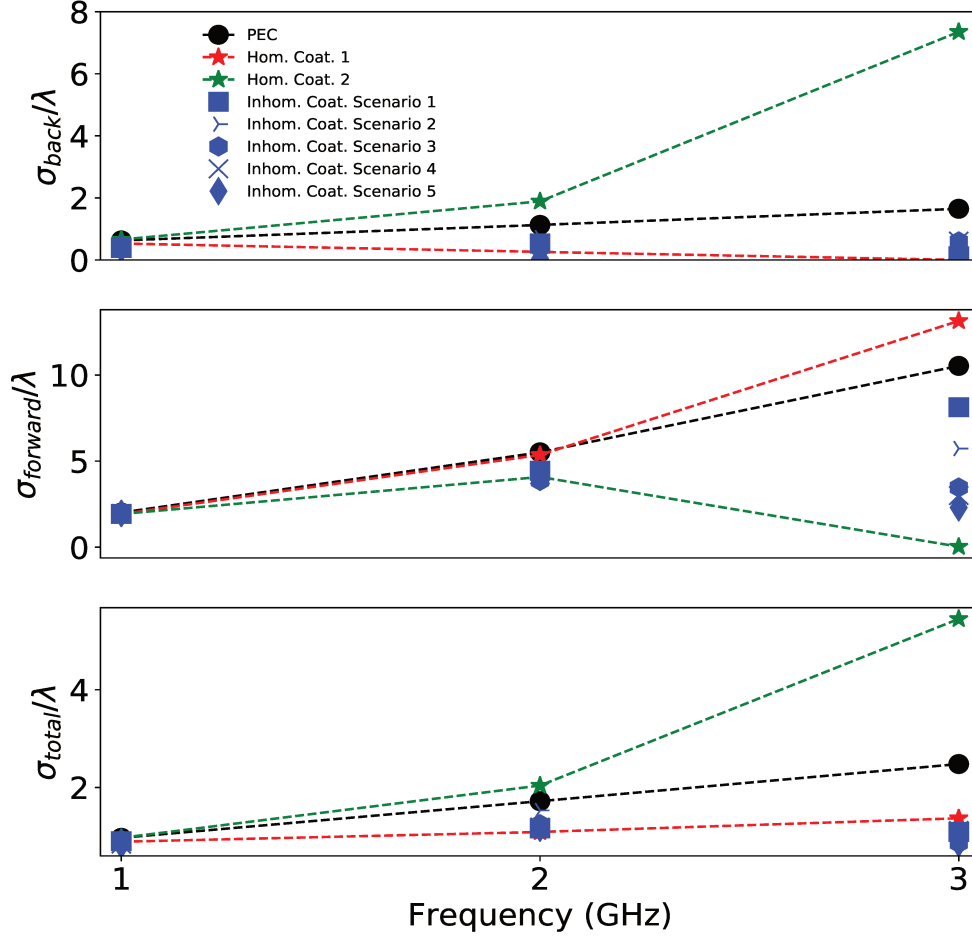 8
6
4
2
0
σback/λ
PEC
Hom. Coat. 1
Hom. Coat. 2
Inhom. Coat. Scenario 1
Inhom. Coat. Scenario 2
Inhom. Coat. Scenario 3
Inhom. Coat. Scenario 4
Inhom. Coat. Scenario 5
10
5
0
σforward/λ
4
2
σtotal/λ
1 2 3
Frequency (GHz)